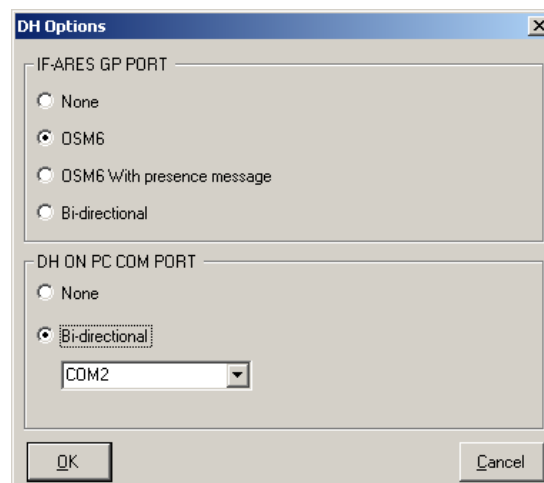 DH Options
IF-ARES GP PORT
None
OSM6
OSM6 With presence message
Bi-directional
DH ON PC COM PORT
None
Bi-directional
COM2
OK
Cancel